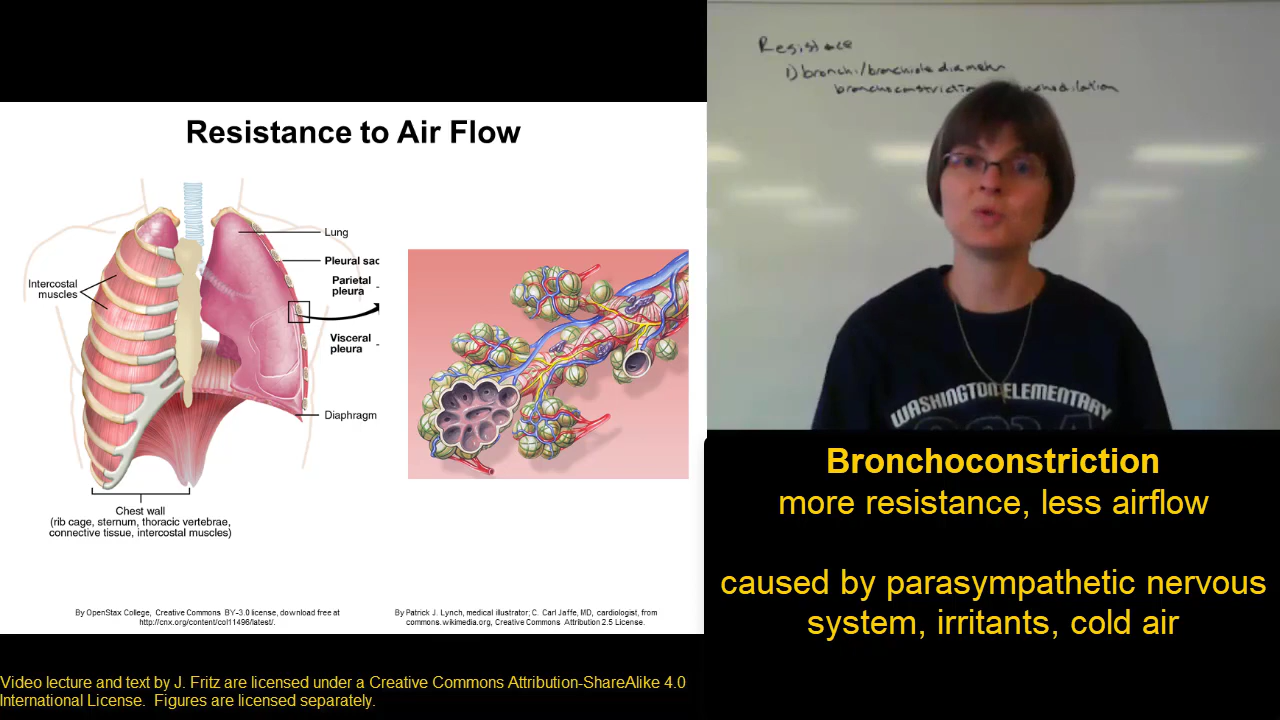 Resistance to Air Flow
Lung
Pleural sac
Parietal
pleura
Intercostal
muscles
Visceral
pleura
Diaphragm
Chest wall
(rib cage, sternum, thoracic vertebrae,
connective tissue, intercostal muscles)
By OpenStax College, Creative Commons BY-3.0 license, download free at
http://cnx.org/content/col11496/latest/.
By Patrick J. Lynch, medical illustrator; C. Carl Jaffe, MD, cardiologist, from
commons.wikimedia.org, Creative Commons Attribution 2.5 License.
Resistance
1) bronchi/bronchiole diameter
bronchoconstriction
WASHINGTON ELEMENTARY
Bronchoconstriction
more resistance, less airflow
caused by parasympathetic nervous
system, irritants, cold air
Video lecture and text by J. Fritz are licensed under a Creative Commons Attribution-ShareAlike 4.0
International License. Figures are licensed separately.